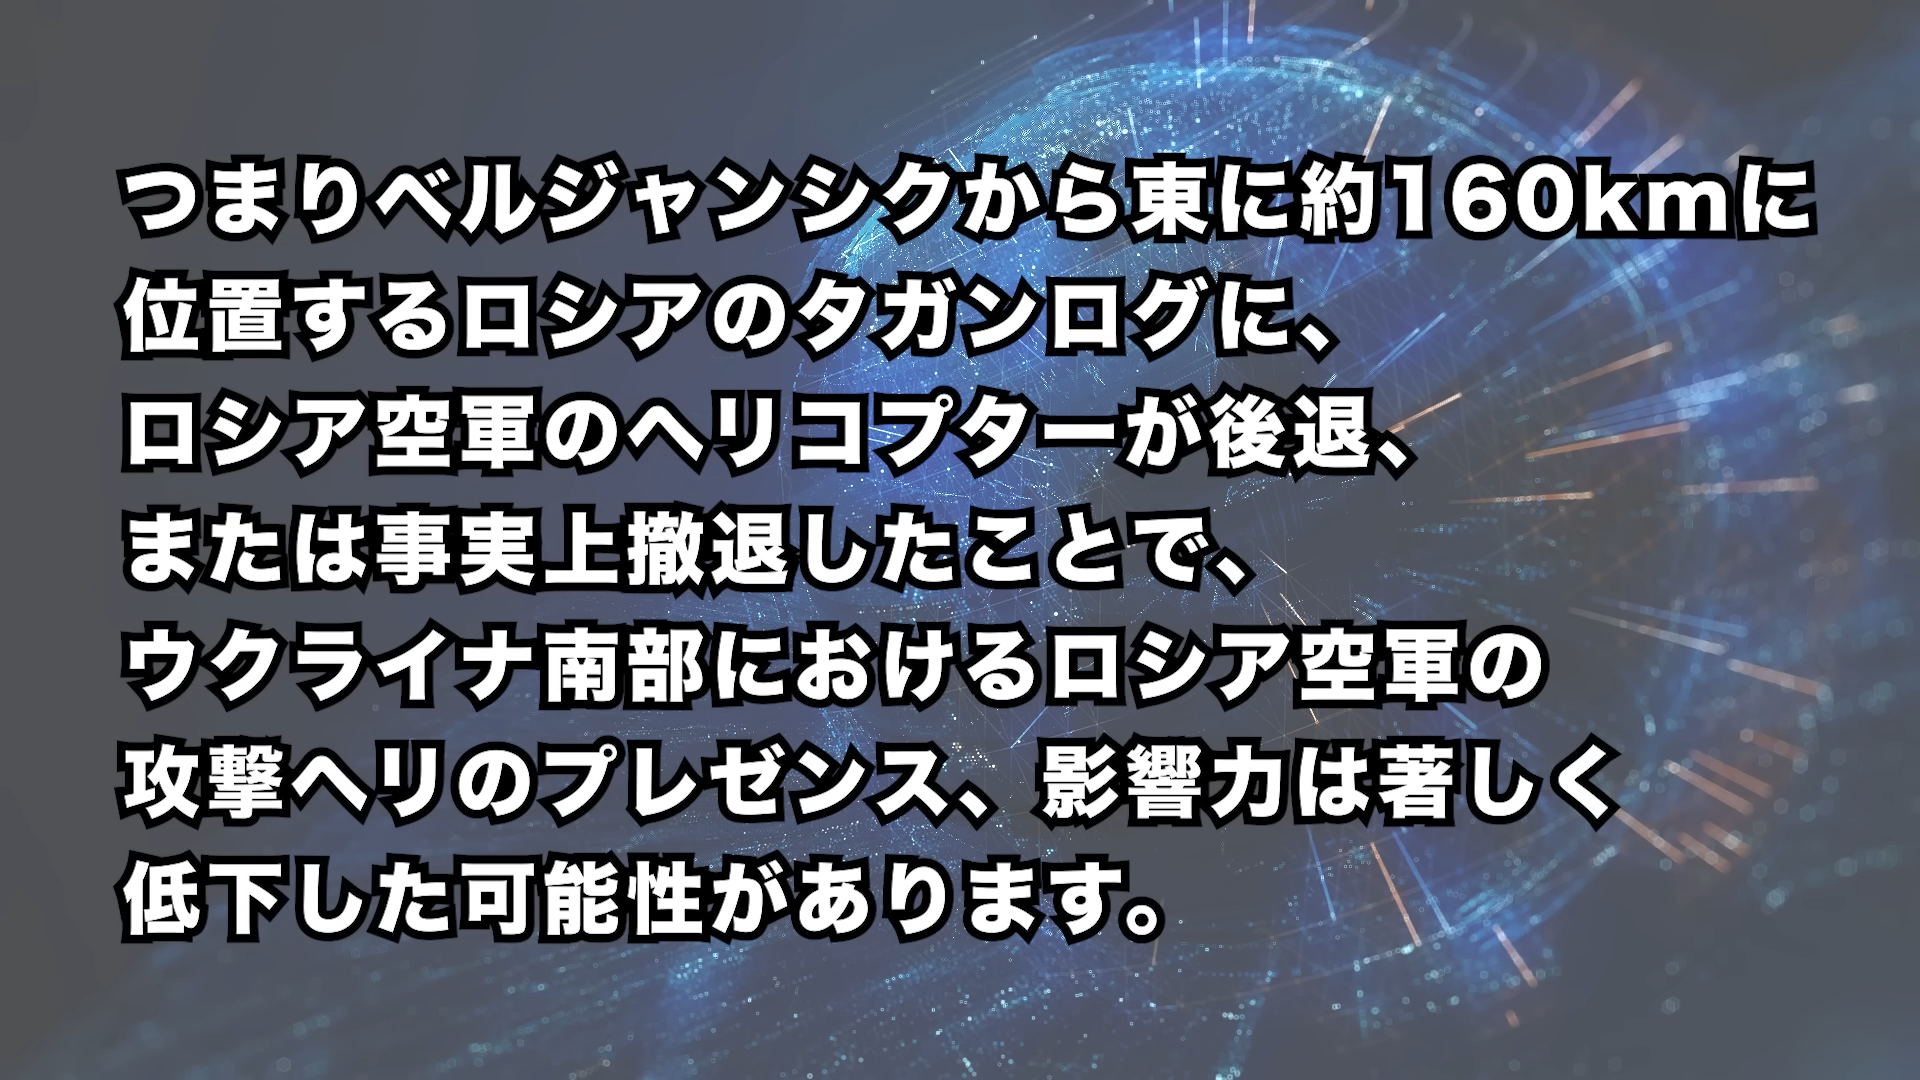 つまりベルジャンシクから東に約160kmに
位置するロシアのタガンログに、
ロシア空軍のヘリコプターが後退、
または事実上撤退したことで、
ウクライナ南部におけるロシア空軍の
攻撃ヘリのプレゼンス、影響力は著しく
低下した可能性があります。